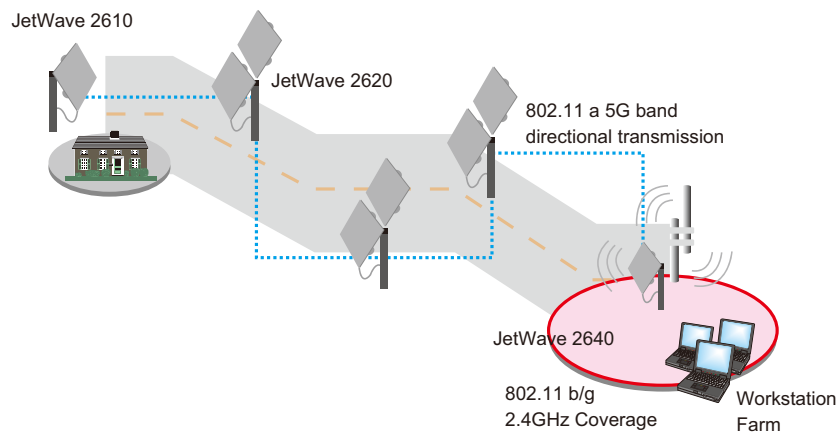 JetWave 2610
JetWave 2620
802.11 a 5G band
directional transmission
JetWave 2640
802.11 b/g
2.4GHz Coverage
Workstation
Farm